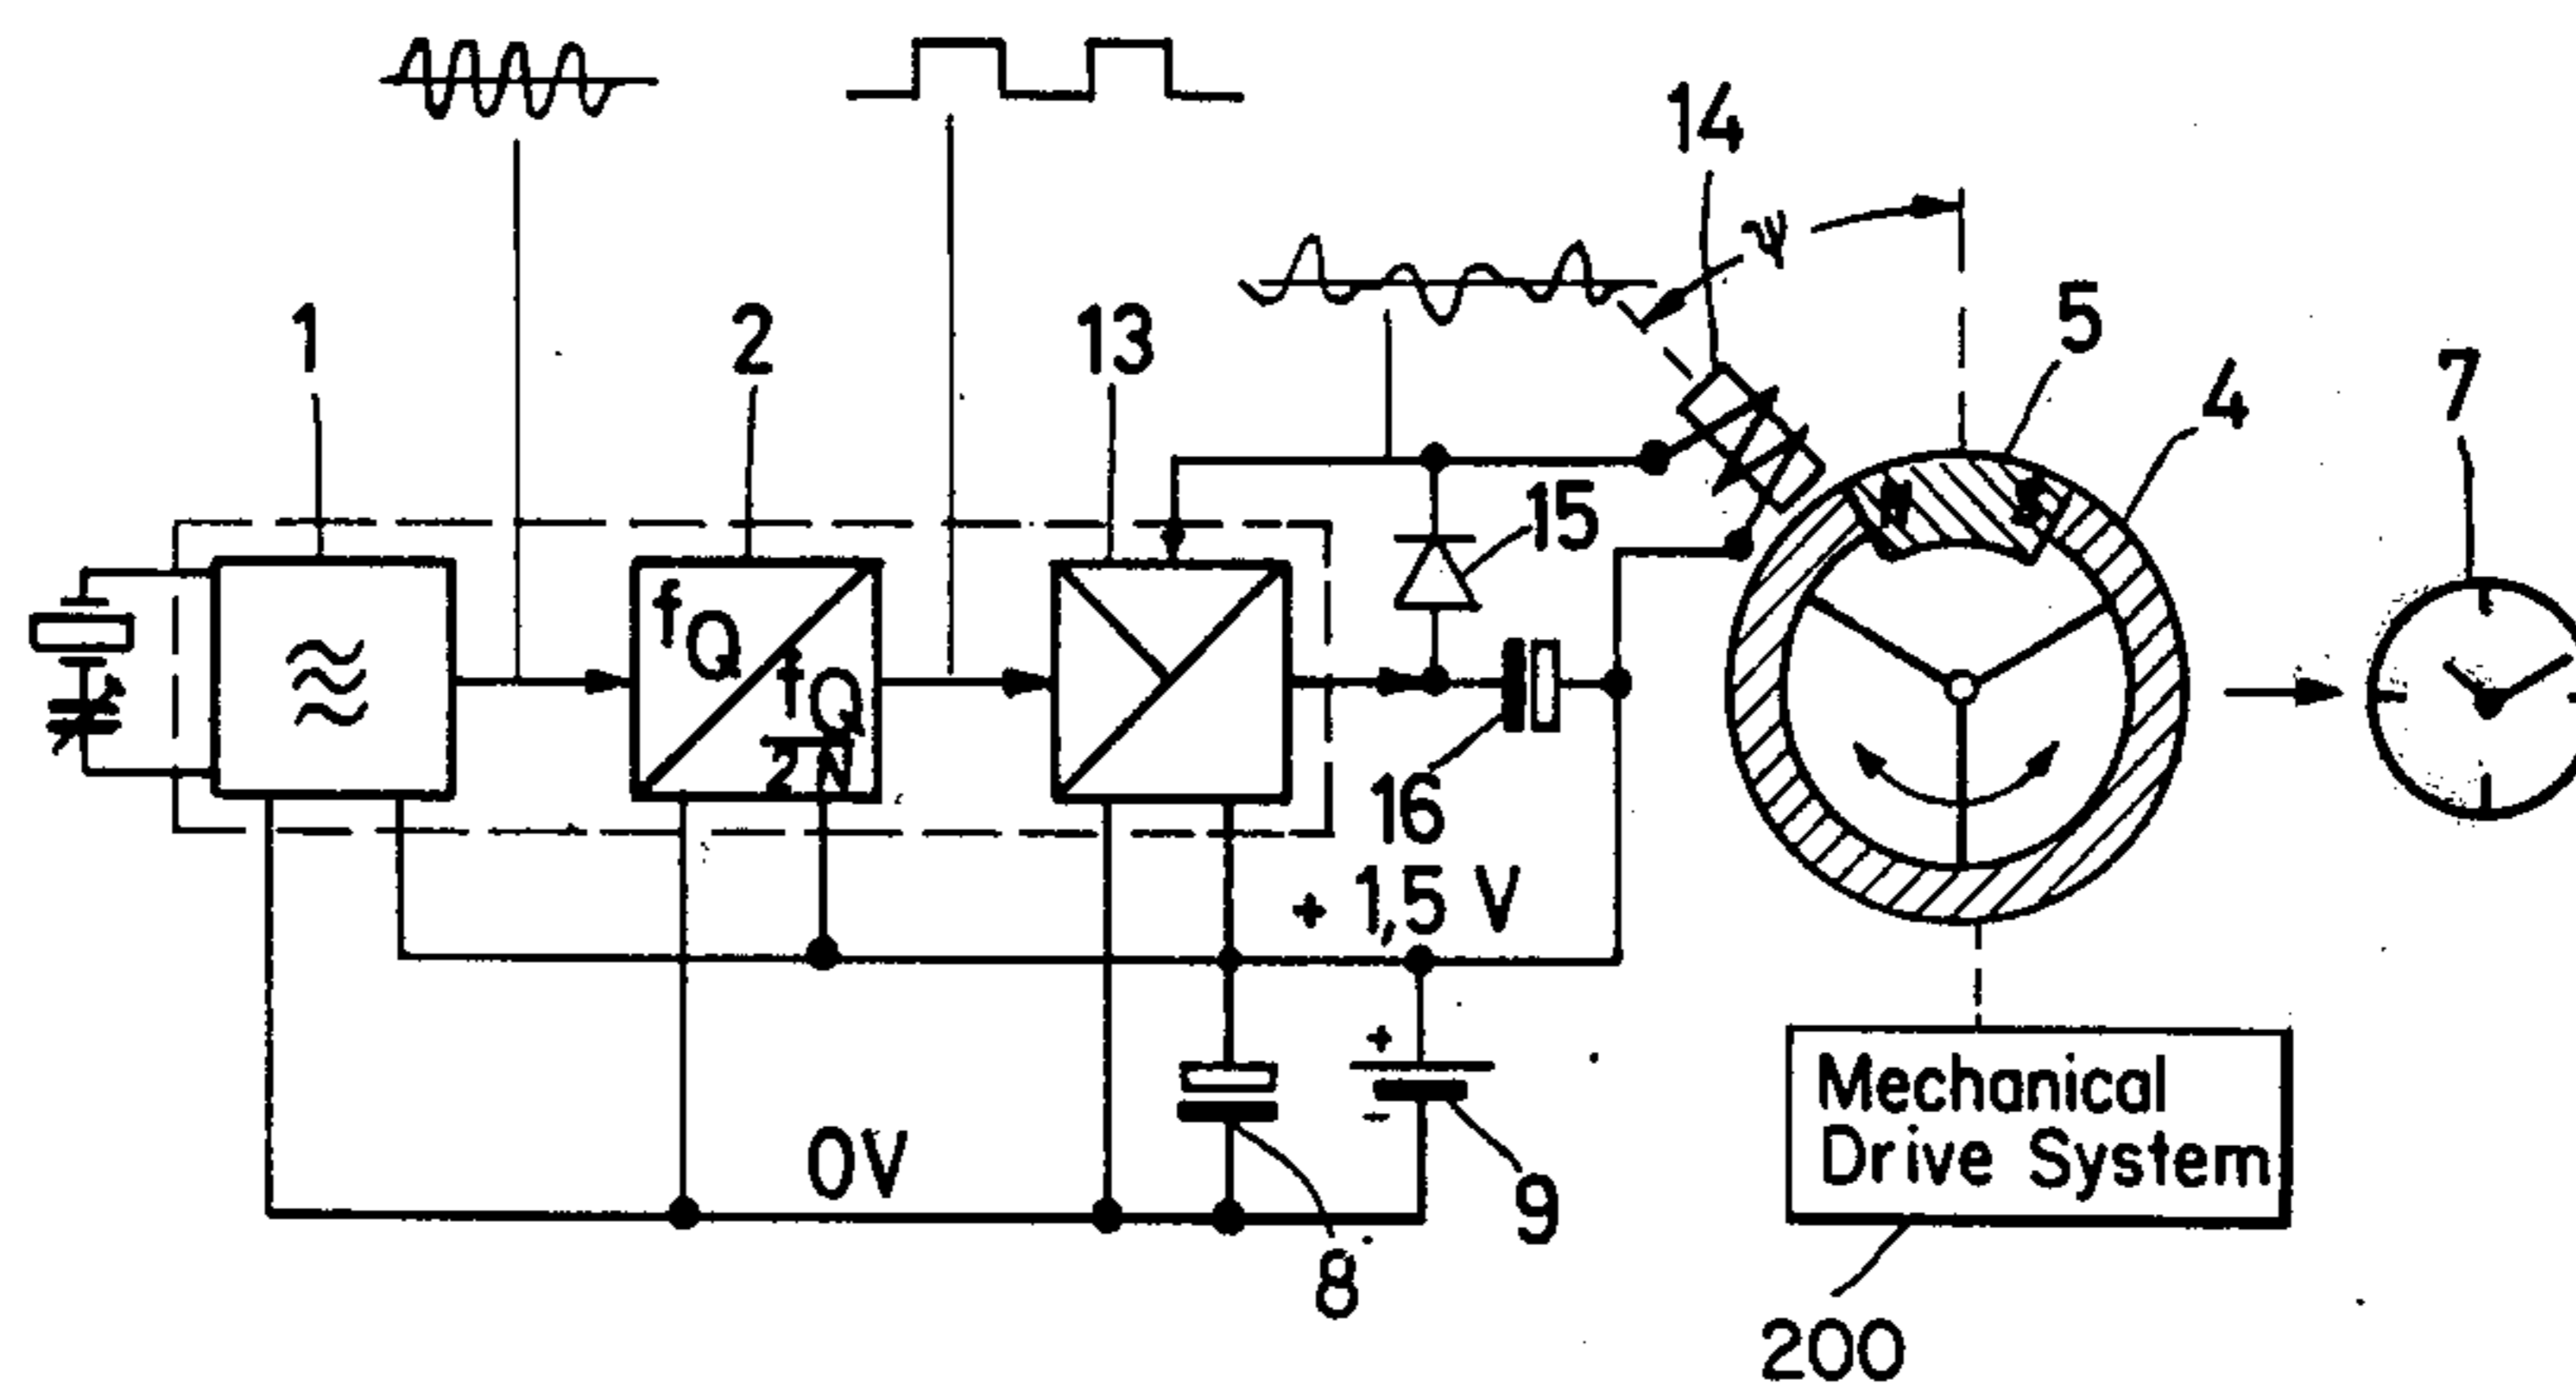 14
1
2
13
ψ
5
4
7
15
f_Q
f_Q
2^N
N
S
16
+ 1,5 V
+
-
0V
9
8
Mechanical
Drive System
200